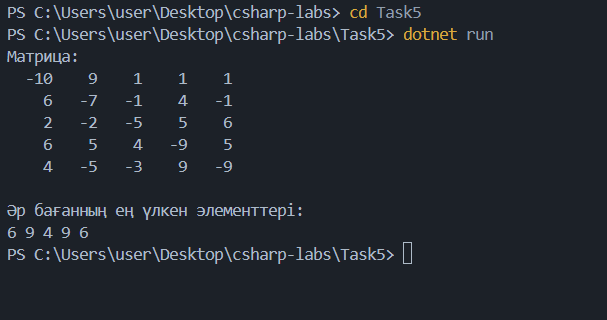 PS C:\Users\user\Desktop\csharp-labs> cd Task5
PS C:\Users\user\Desktop\csharp-labs\Task5> dotnet run
Матрица:
-10 9 1 1 1
6 -7 -1 4 -1
2 -2 -5 5 6
6 5 4 -9 5
4 -5 -3 9 -9
Әр бағанның ең үлкен элементтері:
6 9 4 9 6
PS C:\Users\user\Desktop\csharp-labs\Task5>